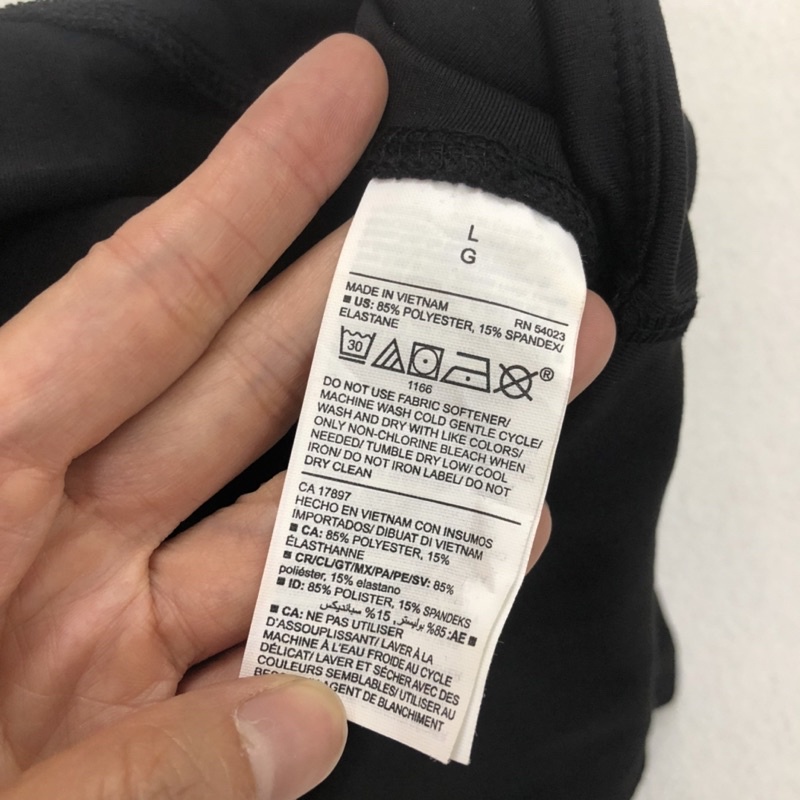 L
G
MADE IN VIETNAM RN 54023
■ US: 85% POLYESTER, 15% SPANDEX/
ELASTANE
30 ®
1166
DO NOT USE FABRIC SOFTENER/
MACHINE WASH COLD GENTLE CYCLE/
WASH AND DRY WITH LIKE COLORS/
ONLY NON-CHLORINE BLEACH WHEN
NEEDED/ TUMBLE DRY LOW/ COOL
IRON/ DO NOT IRON LABEL/ DO NOT
DRY CLEAN
CA 17897
HECHO EN VIETNAM CON INSUMOS
IMPORTADOS/ DIBUAT DI VIETNAM
■ CA: 85% POLYESTER, 15%
ÉLASTHANNE
■ CR/CL/GT/MX/PA/PE/SV: 85%
poliéster, 15% elastano
■ ID: 85% POLISTER, 15% SPANDEKS
■ AE: 85% بوليستر, 15% سباندكس
■ CA: NE PAS UTILISER
D'ASSOUPLISSANT/ LAVER À LA
MACHINE À L'EAU FROIDE AU CYCLE
DÉLICAT/ LAVER ET SÉCHER AVEC DES
COULEURS SEMBLABLES/ UTILISER AU
AGENT DE BLANCHIMENT